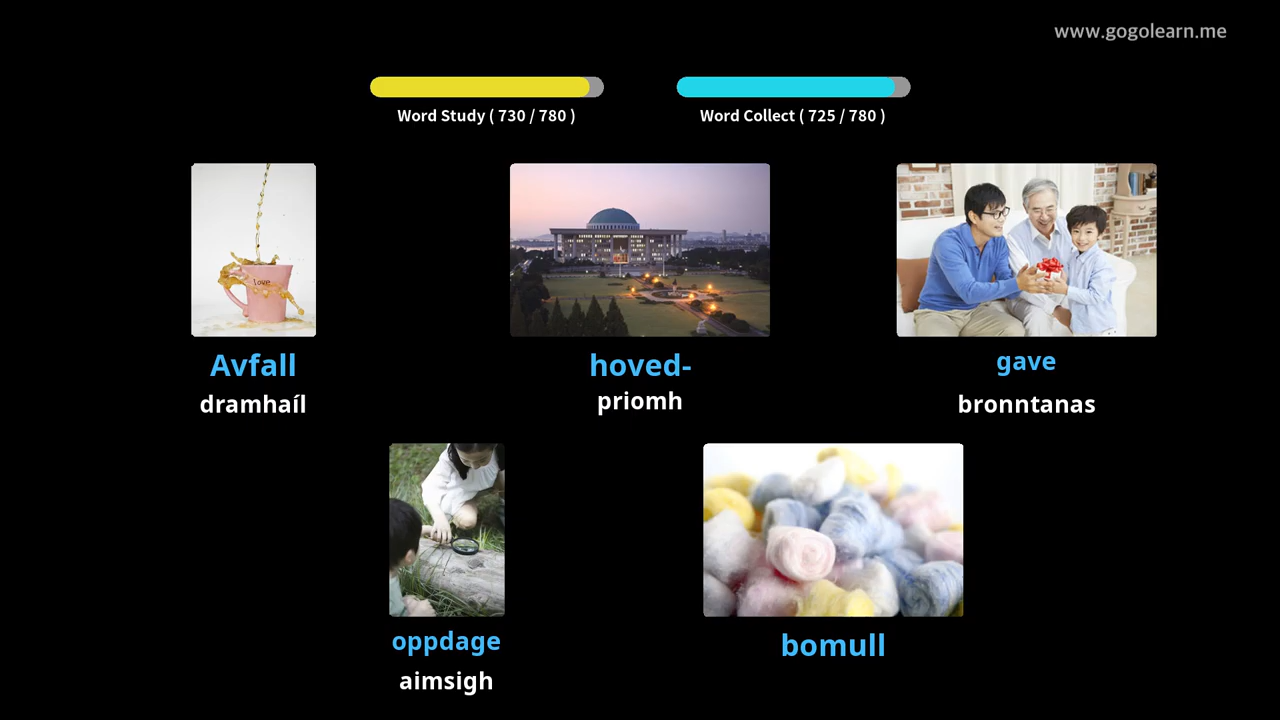 www.gogolearn.me
Word Study ( 730 / 780 )
Word Collect ( 725 / 780 )
love
Avfall
dramhaíl
hoved-
priomh
gave
bronntanas
oppdage
aimsigh
bomull